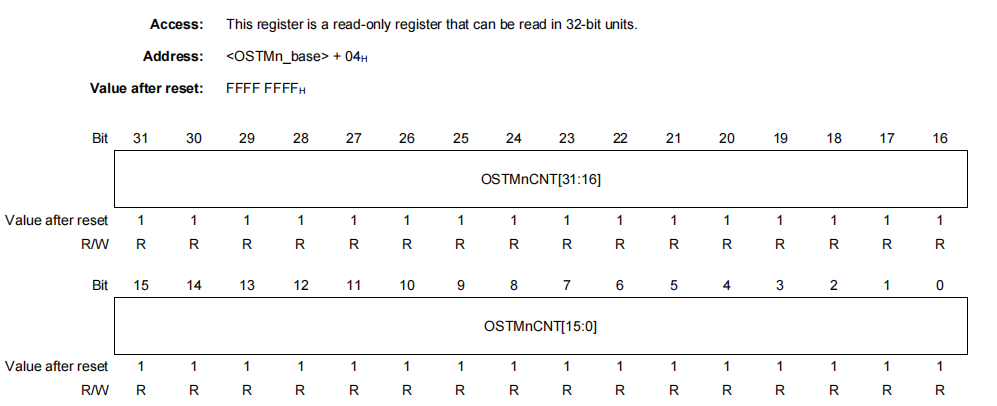 Access: This register is a read-only register that can be read in 32-bit units.
Address: <OSTMn_base> + 04H
Value after reset: FFFF FFFFH
Bit 31 30 29 28 27 26 25 24 23 22 21 20 19 18 17 16
OSTMnCNT[31:16]
Value after reset 1 1 1 1 1 1 1 1 1 1 1 1 1 1 1 1
R/W R R R R R R R R R R R R R R R R
Bit 15 14 13 12 11 10 9 8 7 6 5 4 3 2 1 0
OSTMnCNT[15:0]
Value after reset 1 1 1 1 1 1 1 1 1 1 1 1 1 1 1 1
R/W R R R R R R R R R R R R R R R R